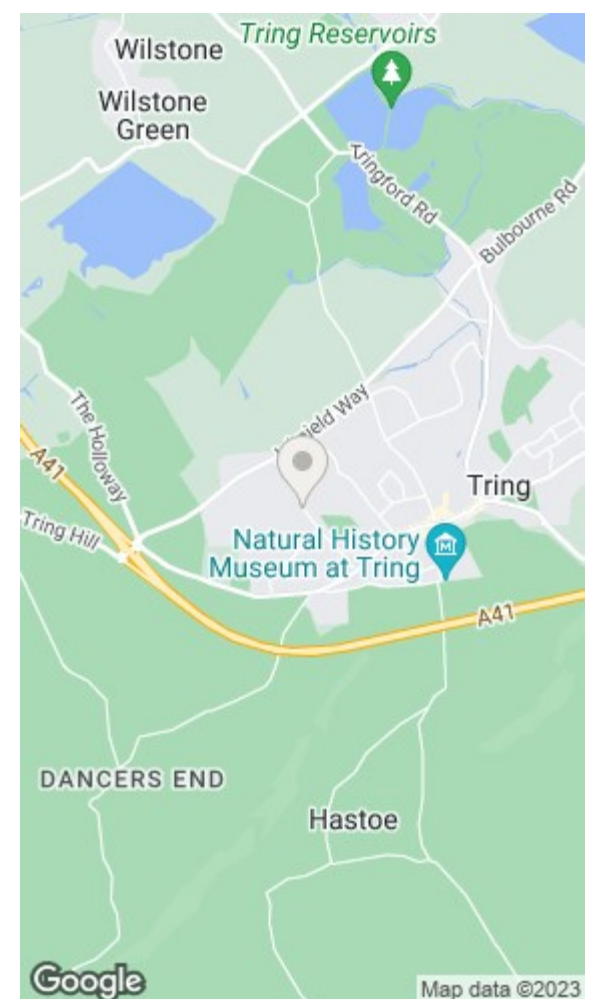 Tring Reservoirs
Wilstone
Wilstone
Green
Tringford Rd
Bulbourne Rd
Way
The Holloway
A41
Tring
Tring Hill
Natural History
Museum at Tring
A41
DANCERS END
Hastoe
Google
Map data ©2023